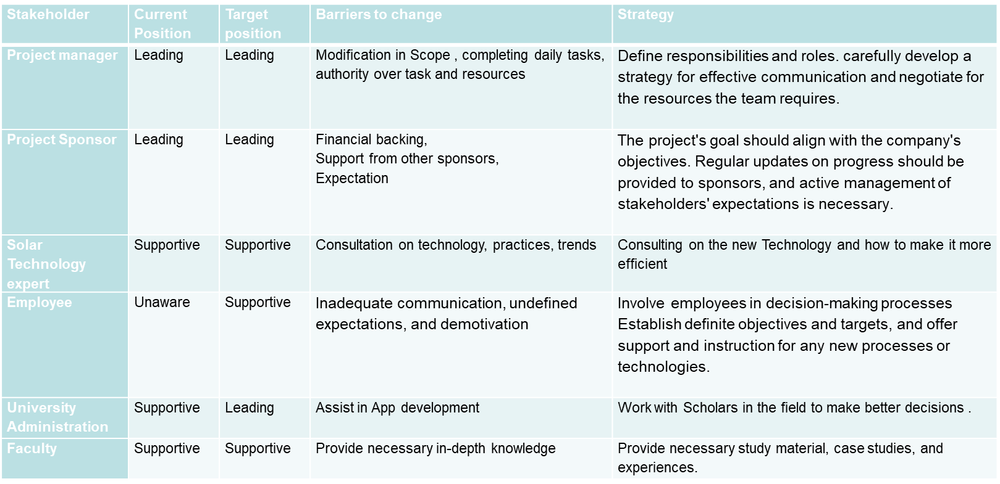 Stakeholder
Current
Position
Target
position
Barriers to change
Strategy
Project manager
Leading
Leading
Modification in Scope , completing daily tasks,
authority over task and resources
Define responsibilities and roles. carefully develop a
strategy for effective communication and negotiate for
the resources the team requires.
Project Sponsor
Leading
Leading
Financial backing,
Support from other sponsors,
Expectation
The project's goal should align with the company's
objectives. Regular updates on progress should be
provided to sponsors, and active management of
stakeholders' expectations is necessary.
Solar
Technology
expert
Supportive
Supportive
Consultation on technology, practices, trends
Consulting on the new Technology and how to make it more
efficient
Employee
Unaware
Supportive
Inadequate communication, undefined
expectations, and demotivation
Involve employees in decision-making processes
Establish definite objectives and targets, and offer
support and instruction for any new processes or
technologies.
University
Administration
Supportive
Leading
Assist in App development
Work with Scholars in the field to make better decisions .
Faculty
Supportive
Supportive
Provide necessary in-depth knowledge
Provide necessary study material, case studies, and
experiences.